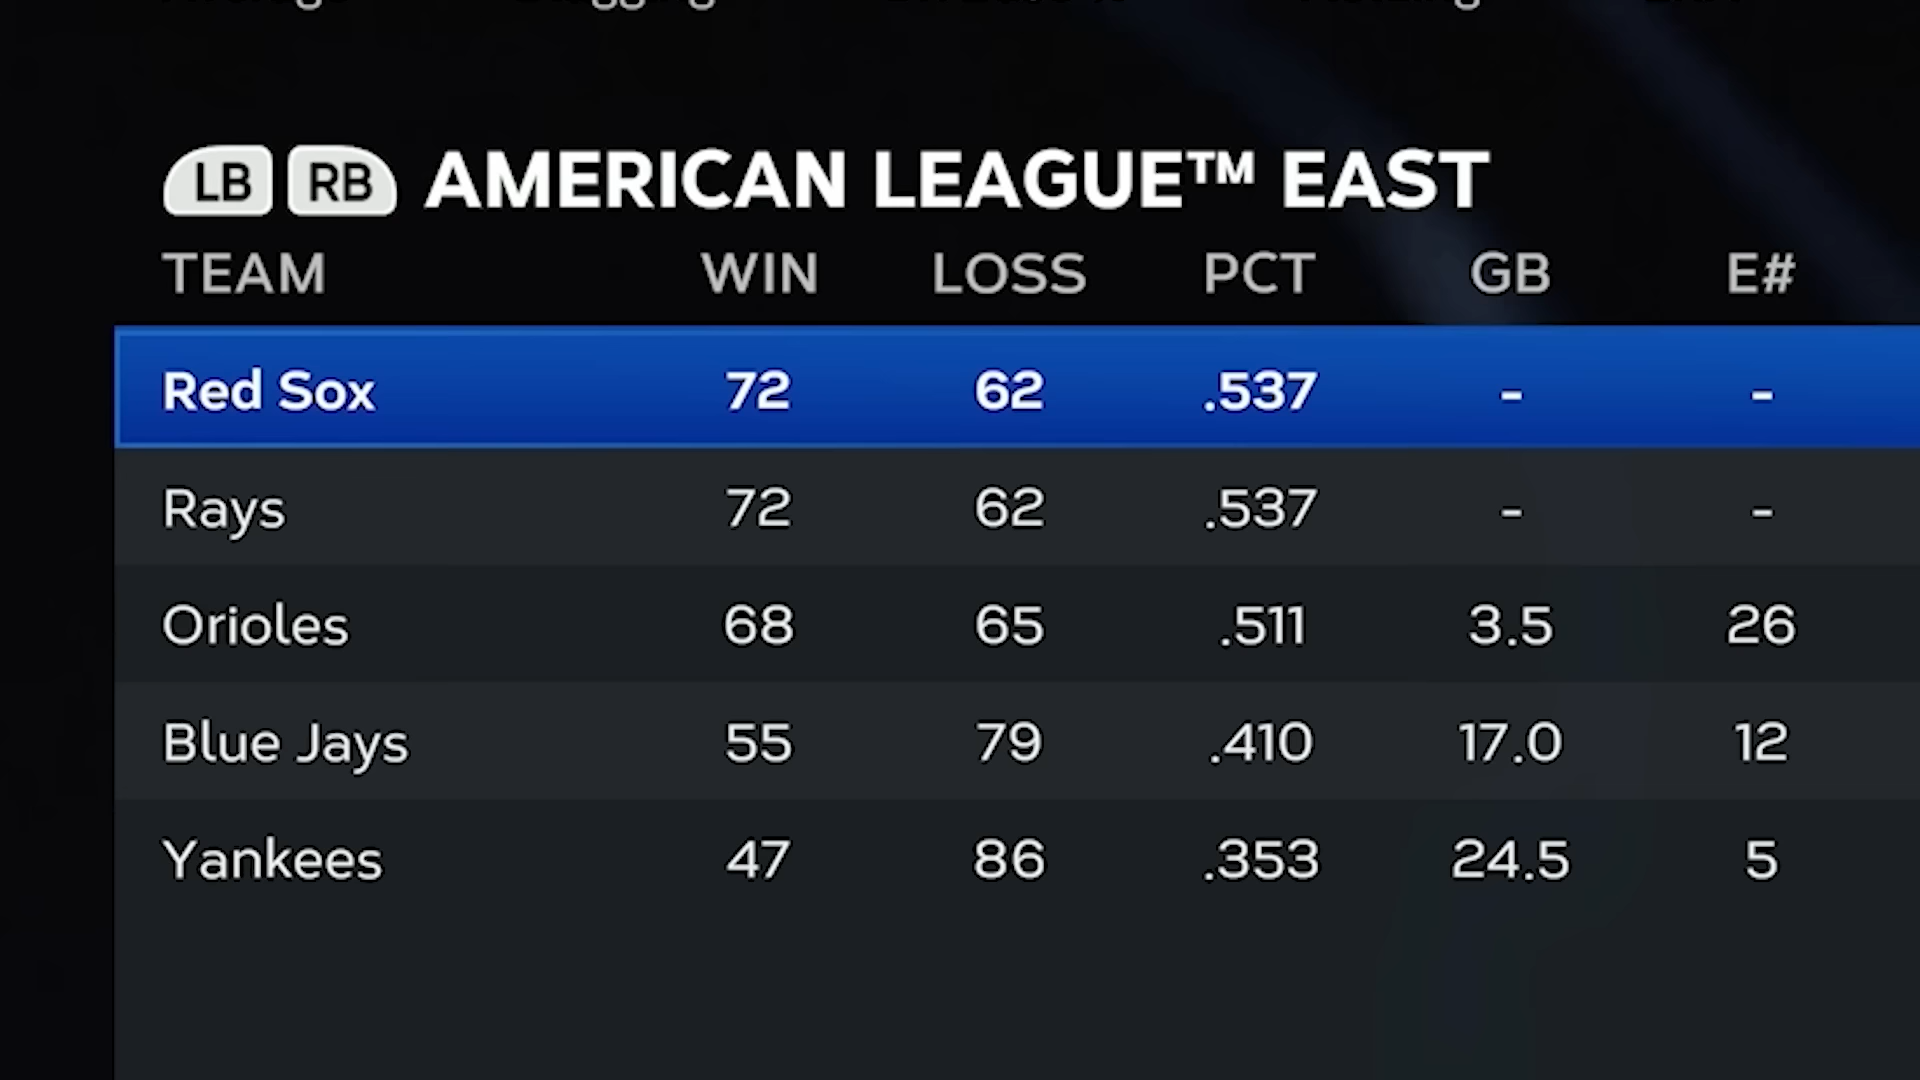 LB RB AMERICAN LEAGUE™ EAST
TEAM WIN LOSS PCT GB E#
Red Sox 72 62 .537 - -
Rays 72 62 .537 - -
Orioles 68 65 .511 3.5 26
Blue Jays 55 79 .410 17.0 12
Yankees 47 86 .353 24.5 5